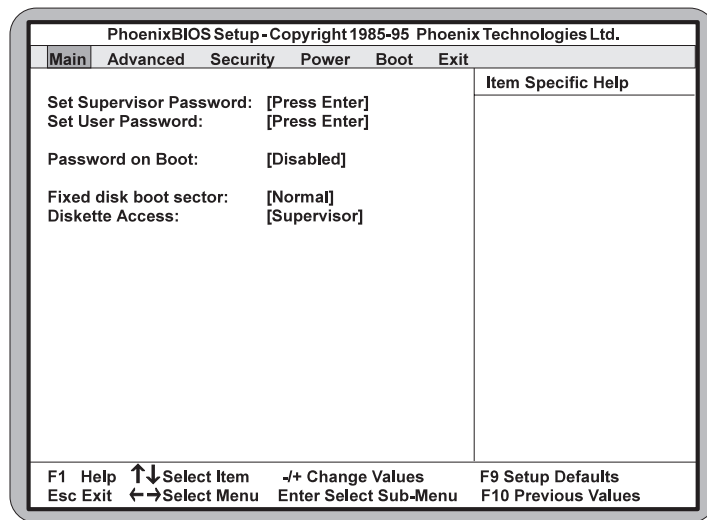 PhoenixBIOS Setup - Copyright 1985-95 Phoenix Technologies Ltd.
Main Advanced Security Power Boot Exit
Item Specific Help
Set Supervisor Password: [Press Enter]
Set User Password: [Press Enter]
Password on Boot: [Disabled]
Fixed disk boot sector: [Normal]
Diskette Access: [Supervisor]
F1 Help ↑↓Select Item -/+ Change Values F9 Setup Defaults
Esc Exit ←→Select Menu Enter Select Sub-Menu F10 Previous Values